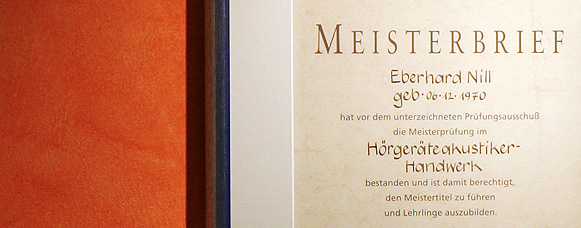 MEISTERBRIEF
Eberhard Nill
geb. 06.12.1970
hat vor dem unterzeichneten Prüfungsausschuß
die Meisterprüfung im
Hörgeräteakustiker-
Handwerk
bestanden und ist damit berechtigt,
den Meistertitel zu führen
und Lehrlinge auszubilden.